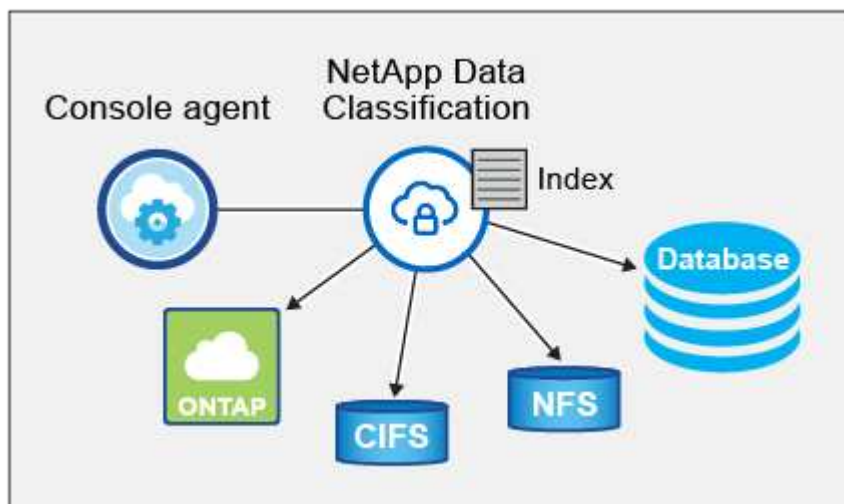 NetApp Data
Classification
Console agent
Index
Database
ONTAP
CIFS
NFS